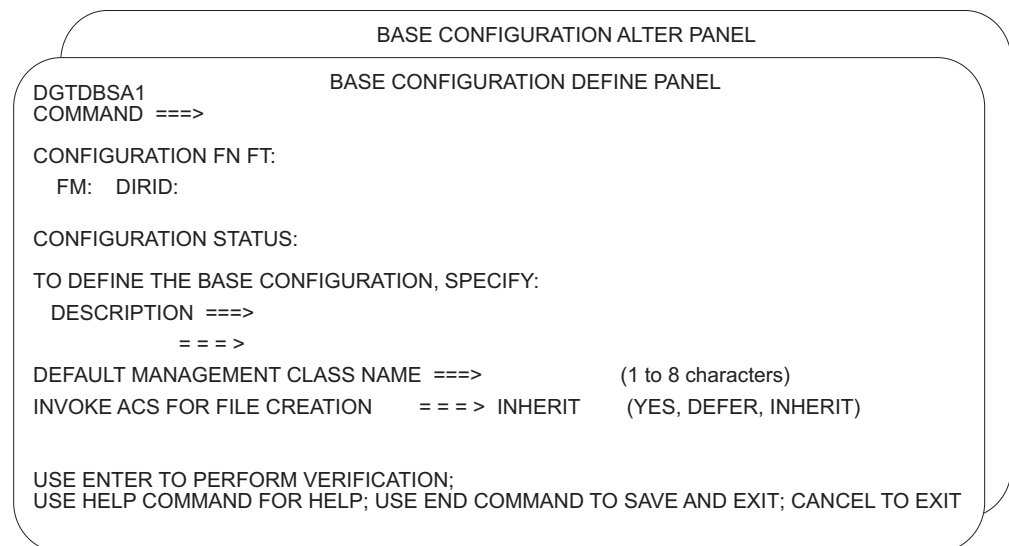 BASE CONFIGURATION ALTER PANEL
BASE CONFIGURATION DEFINE PANEL
DGTDBSA1
COMMAND ===>
CONFIGURATION FN FT:
FM: DIRID:
CONFIGURATION STATUS:
TO DEFINE THE BASE CONFIGURATION, SPECIFY:
DESCRIPTION ===>
= = = >
DEFAULT MANAGEMENT CLASS NAME ===> (1 to 8 characters)
INVOKE ACS FOR FILE CREATION = = = > INHERIT (YES, DEFER, INHERIT)
USE ENTER TO PERFORM VERIFICATION;
USE HELP COMMAND FOR HELP; USE END COMMAND TO SAVE AND EXIT; CANCEL TO EXIT